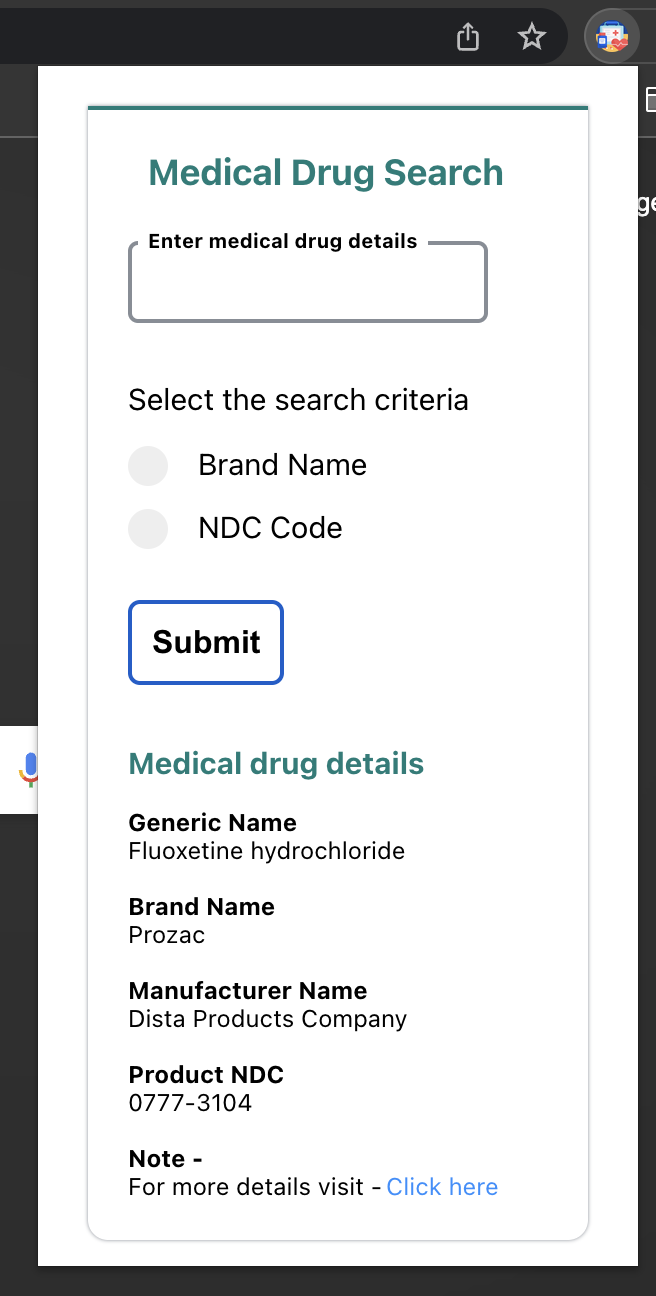 Medical Drug Search
Enter medical drug details
Select the search criteria
Brand Name
NDC Code
Submit
Medical drug details
Generic Name
Fluoxetine hydrochloride
Brand Name
Prozac
Manufacturer Name
Dista Products Company
Product NDC
0777-3104
Note -
For more details visit - Click here